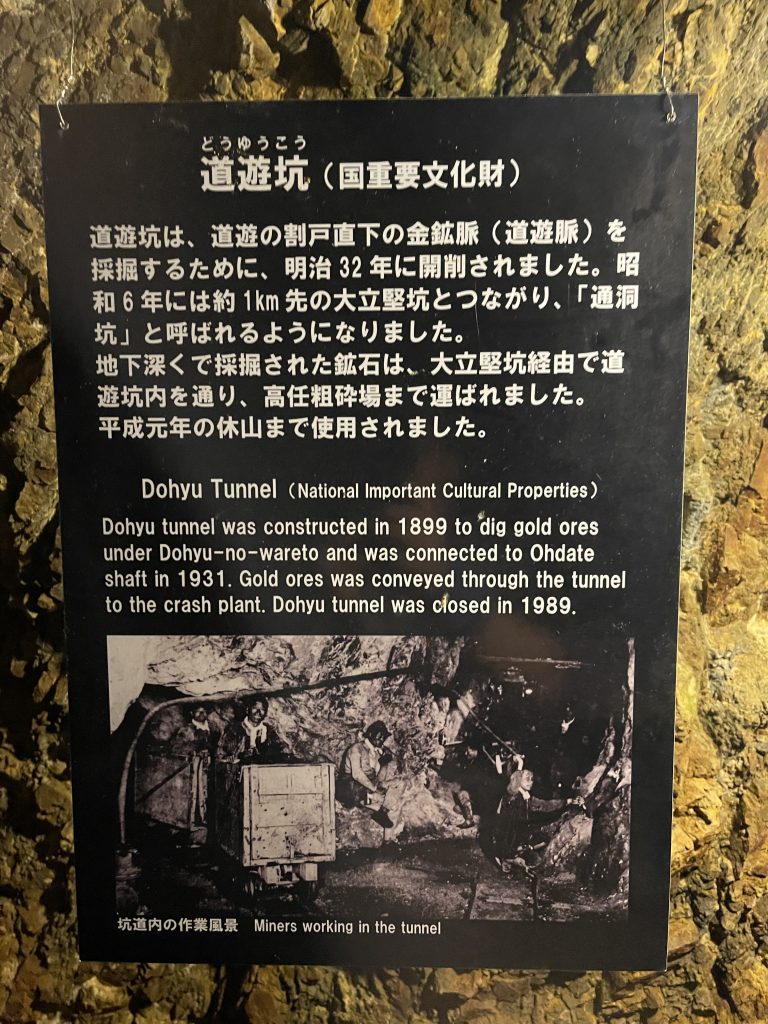 どうゆうこう
道遊坑（国重要文化財）
道遊坑は、道遊の割戸直下の金鉱脈（道遊脈）を
採掘するために、明治32年に開削されました。昭
和6年には約1km先の大立竪坑とつながり、「通洞
坑」と呼ばれるようになりました。
地下深くで採掘された鉱石は、大立竪坑経由で道
遊坑内を通り、高任粗砕場まで運ばれました。
平成元年の休山まで使用されました。
Dohyu Tunnel（National Important Cultural Properties）
Dohyu tunnel was constructed in 1899 to dig gold ores
under Dohyu-no-wareto and was connected to Ohdate
shaft in 1931. Gold ores was conveyed through the tunnel
to the crash plant. Dohyu tunnel was closed in 1989.
坑道内の作業風景 Miners working in the tunnel